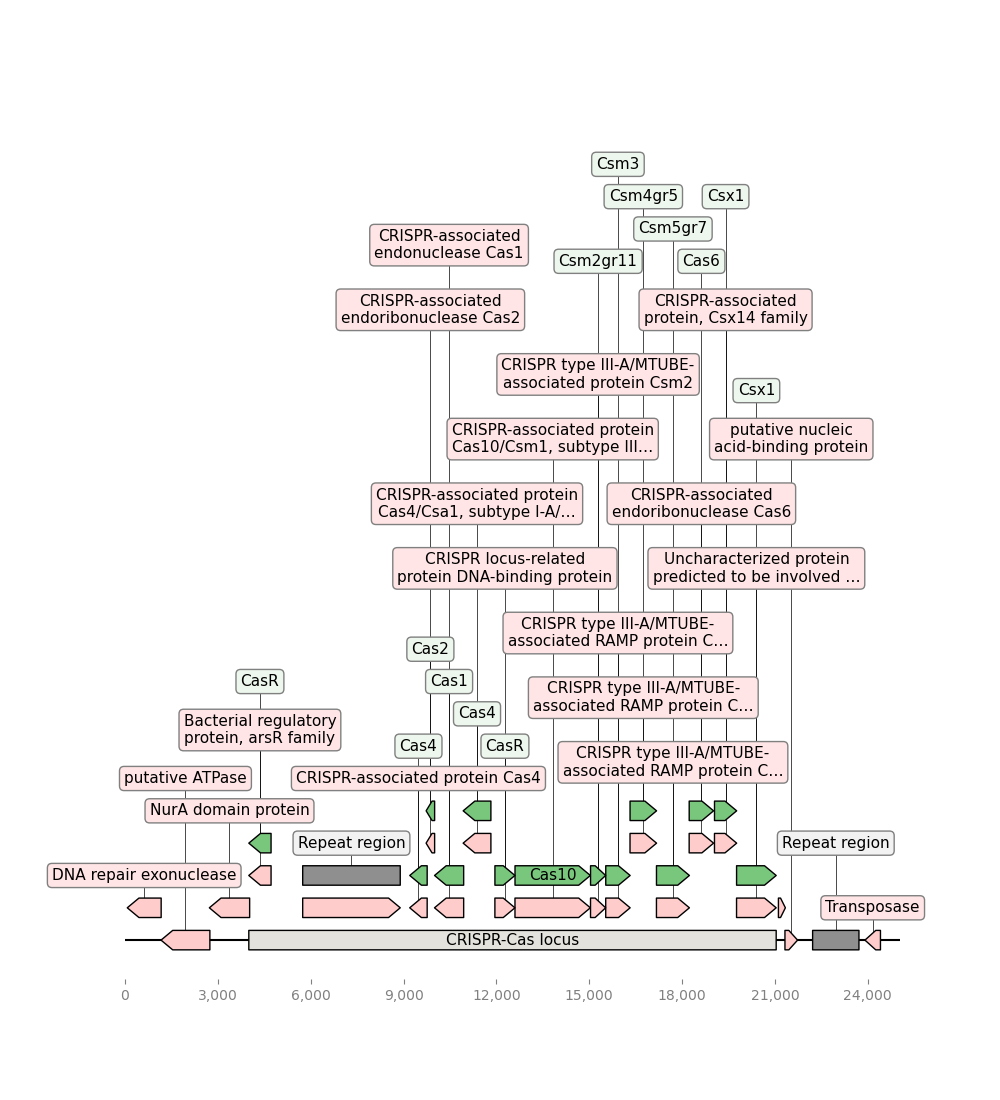 Csm3
Csm4gr5
Csx1
Csm5gr7
CRISPR-associated
endonuclease Cas1
Csm2gr11
Cas6
CRISPR-associated
endoribonuclease Cas2
CRISPR-associated
protein, Csx14 family
CRISPR type III-A/MTUBE-
associated protein Csm2
Csx1
CRISPR-associated protein
Cas10/Csm1, subtype III...
putative nucleic
acid-binding protein
CRISPR-associated protein
Cas4/Csa1, subtype I-A/...
CRISPR-associated
endoribonuclease Cas6
CRISPR locus-related
protein DNA-binding protein
Uncharacterized protein
predicted to be involved ...
CRISPR type III-A/MTUBE-
associated RAMP protein C...
Cas2
CasR
Cas1
CRISPR type III-A/MTUBE-
associated RAMP protein C...
Cas4
Bacterial regulatory
protein, arsR family
Cas4
CasR
CRISPR type III-A/MTUBE-
associated RAMP protein C...
putative ATPase
CRISPR-associated protein Cas4
NurA domain protein
Repeat region
Repeat region
DNA repair exonuclease
Cas10
Transposase
CRISPR-Cas locus
0
3,000
6,000
9,000
12,000
15,000
18,000
21,000
24,000